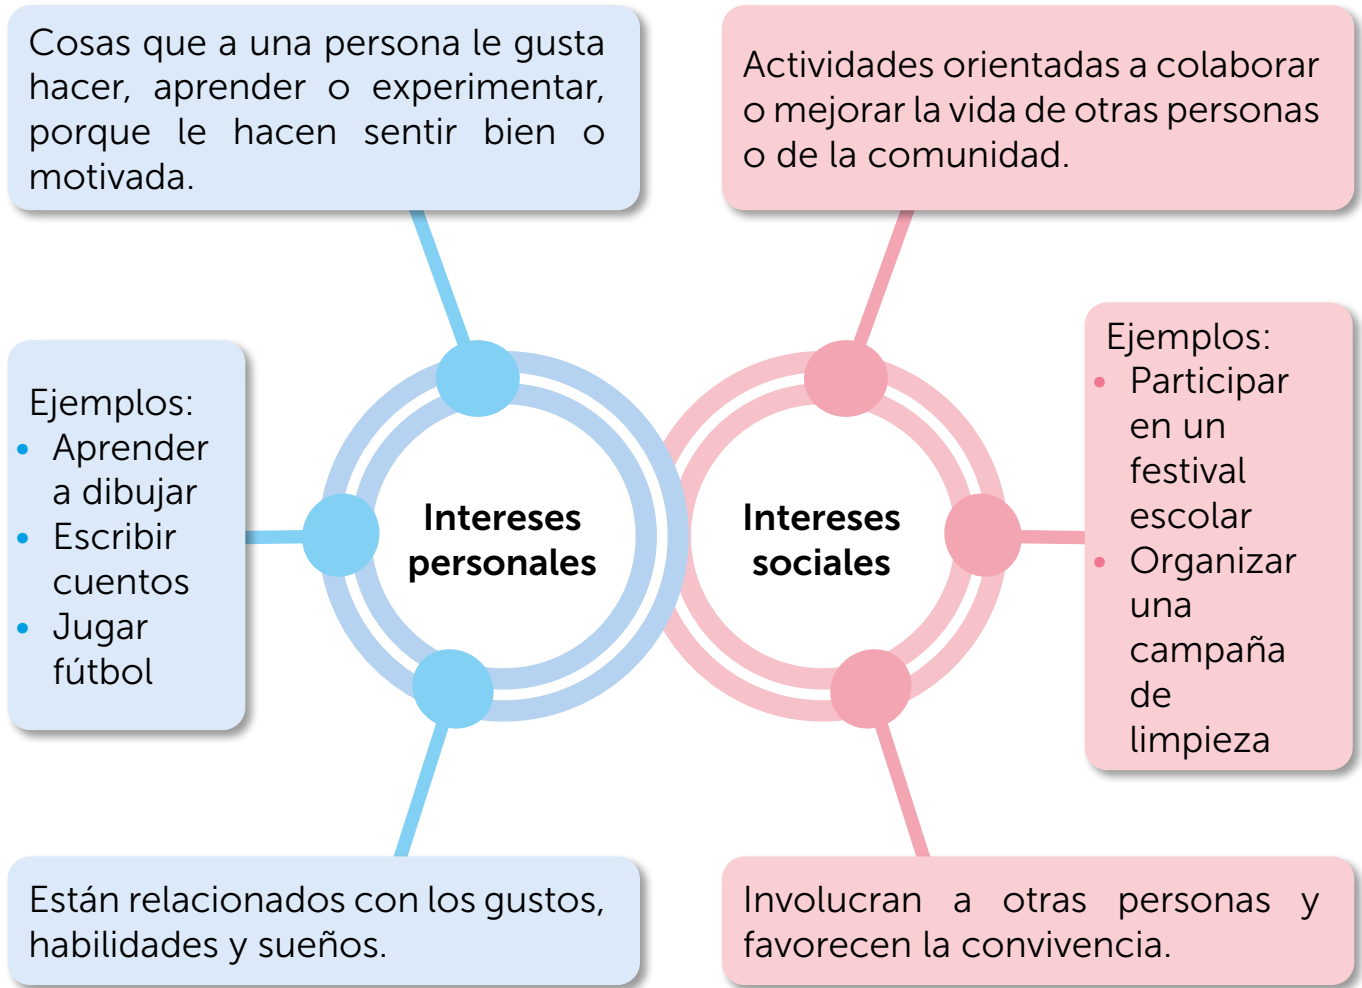 Cosas que a una persona le gusta
hacer, aprender o experimentar,
porque le hacen sentir bien o
motivada.
Actividades orientadas a colaborar
o mejorar la vida de otras personas
o de la comunidad.
Ejemplos:
• Aprender
a dibujar
• Escribir
cuentos
• Jugar
fútbol
Intereses
personales
Intereses
sociales
Ejemplos:
• Participar
en un
festival
escolar
• Organizar
una
campaña
de
limpieza
Están relacionados con los gustos,
habilidades y sueños.
Involucran a otras personas y
favorecen la convivencia.